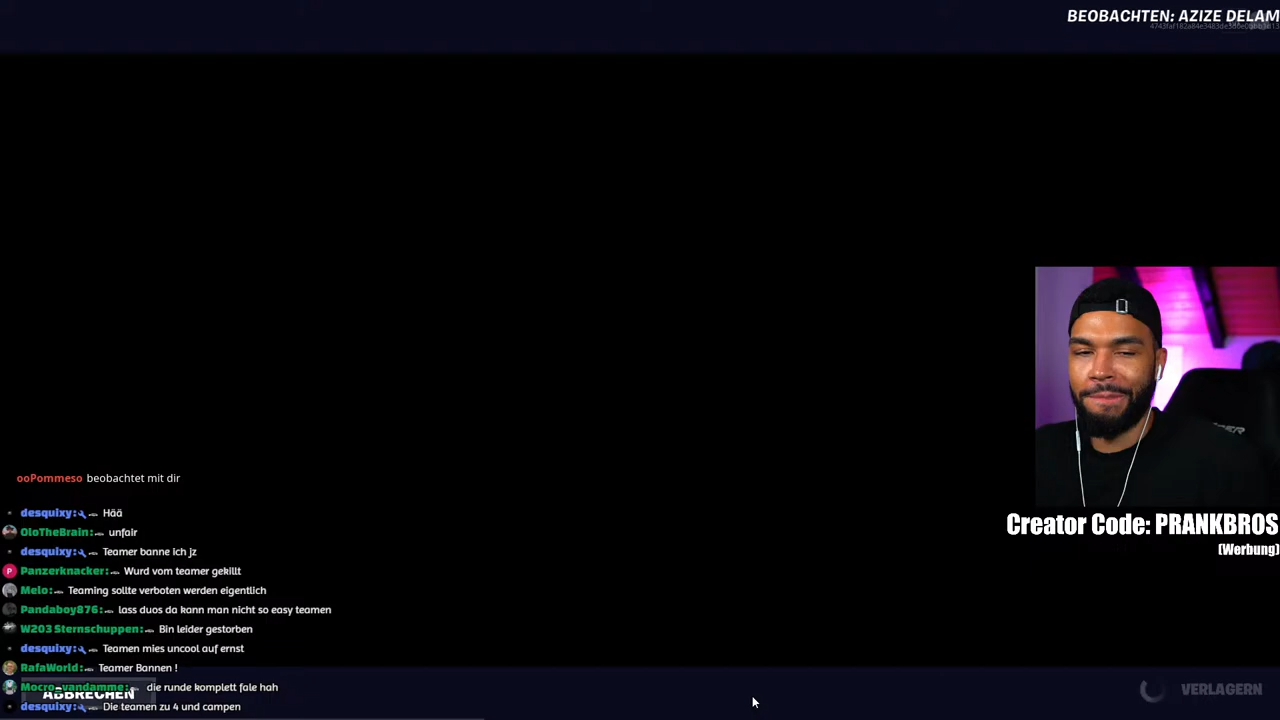 BEOBACHTEN: AZIZE DELAM
ooPommeso beobachtet mit dir
desquixy: Hää
OloTheBrain: unfair
desquixy: Teamer banne ich jz
Panzerknacker: Wurd vom teamer gekillt
Melo: Teaming sollte verboten werden eigentlich
Pandaboy876: lass duos da kann man nicht so easy teamen
W203 Sternschuppen: Bin leider gestorben
desquixy: Teamen mies uncool auf ernst
RafaWorld: Teamer Bannen !
Mocro-vandamme: die runde komplett fale hah
ABBRECHEN
desquixy: Die teamen zu 4 und campen
Creator Code: PRANKBROS
(Werbung)
VERLAGERN